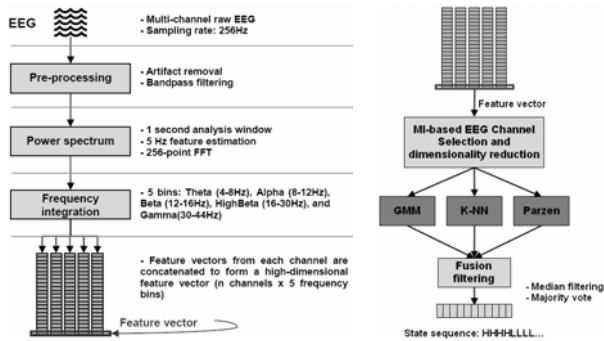 EEG
- Multi-channel raw EEG
- Sampling rate: 256Hz
Pre-processing
- Artifact removal
- Bandpass filtering
Power spectrum
- 1 second analysis window
- 5 Hz feature estimation
- 256-point FFT
Frequency
integration
- 5 bins: Theta (4-8Hz), Alpha (8-12Hz),
Beta (12-16Hz), HighBeta (16-30Hz), and
Gamma(30-44Hz)
- Feature vectors from each channel are
concatenated to form a high-dimensional
feature vector (n channels x 5 frequency
bins)
Feature vector
Feature vector
MI-based EEG Channel
Selection and
dimensionality reduction
GMM
K-NN
Parzen
Fusion
filtering
- Median filtering
- Majority vote
State sequence: HHHHLLLL...